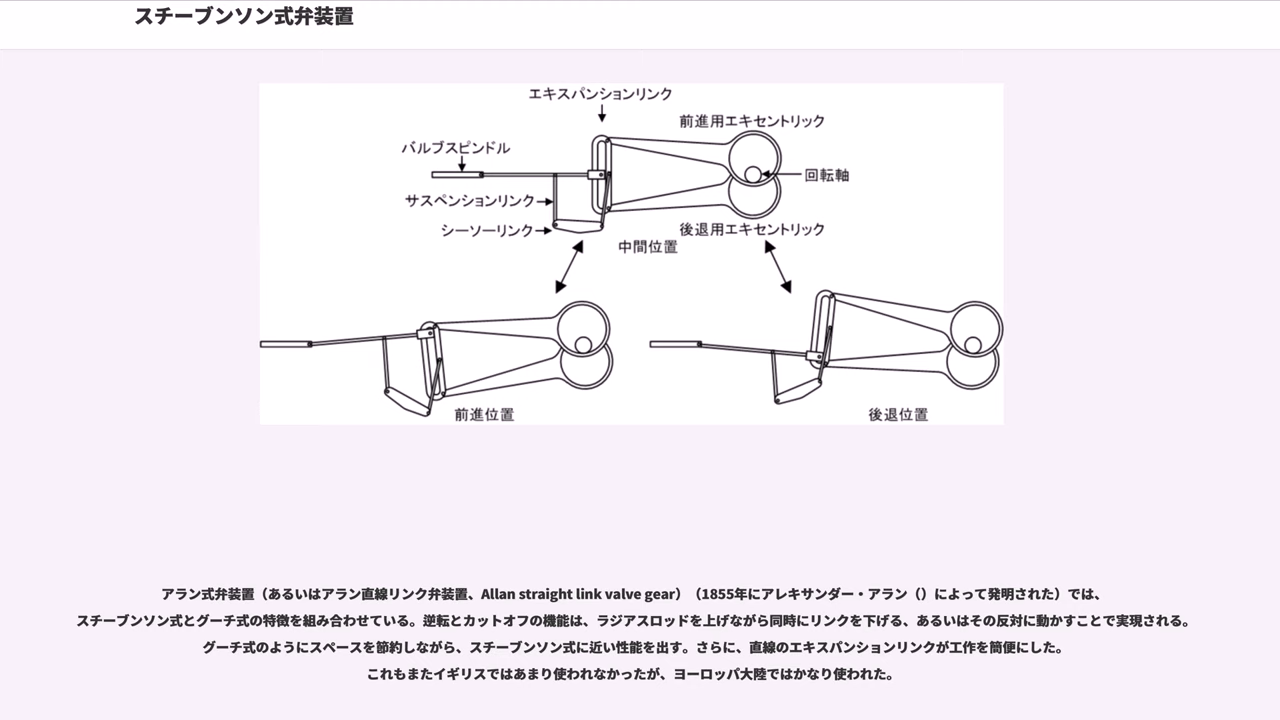 スチーブンソン式弁装置
エキスパンションリンク
前進用エキセントリック
バルブスピンドル
回転軸
サスペンションリンク
シーソーリンク
後退用エキセントリック
中間位置
前進位置
後退位置
アラン式弁装置（あるいはアラン直線リンク弁装置、Allan straight link valve gear）（1855年にアレキサンダー・アラン（）によって発明された）では、
スチーブンソン式とグーチ式の特徴を組み合わせている。逆転とカットオフの機能は、ラジアスロッドを上げながら同時にリンクを下げる、あるいはその反対に動かすことで実現される。
グーチ式のようにスペースを節約しながら、スチーブンソン式に近い性能を出す。さらに、直線のエキスパンションリンクが工作を簡便にした。
これもまたイギリスではあまり使われなかったが、ヨーロッパ大陸ではかなり使われた。